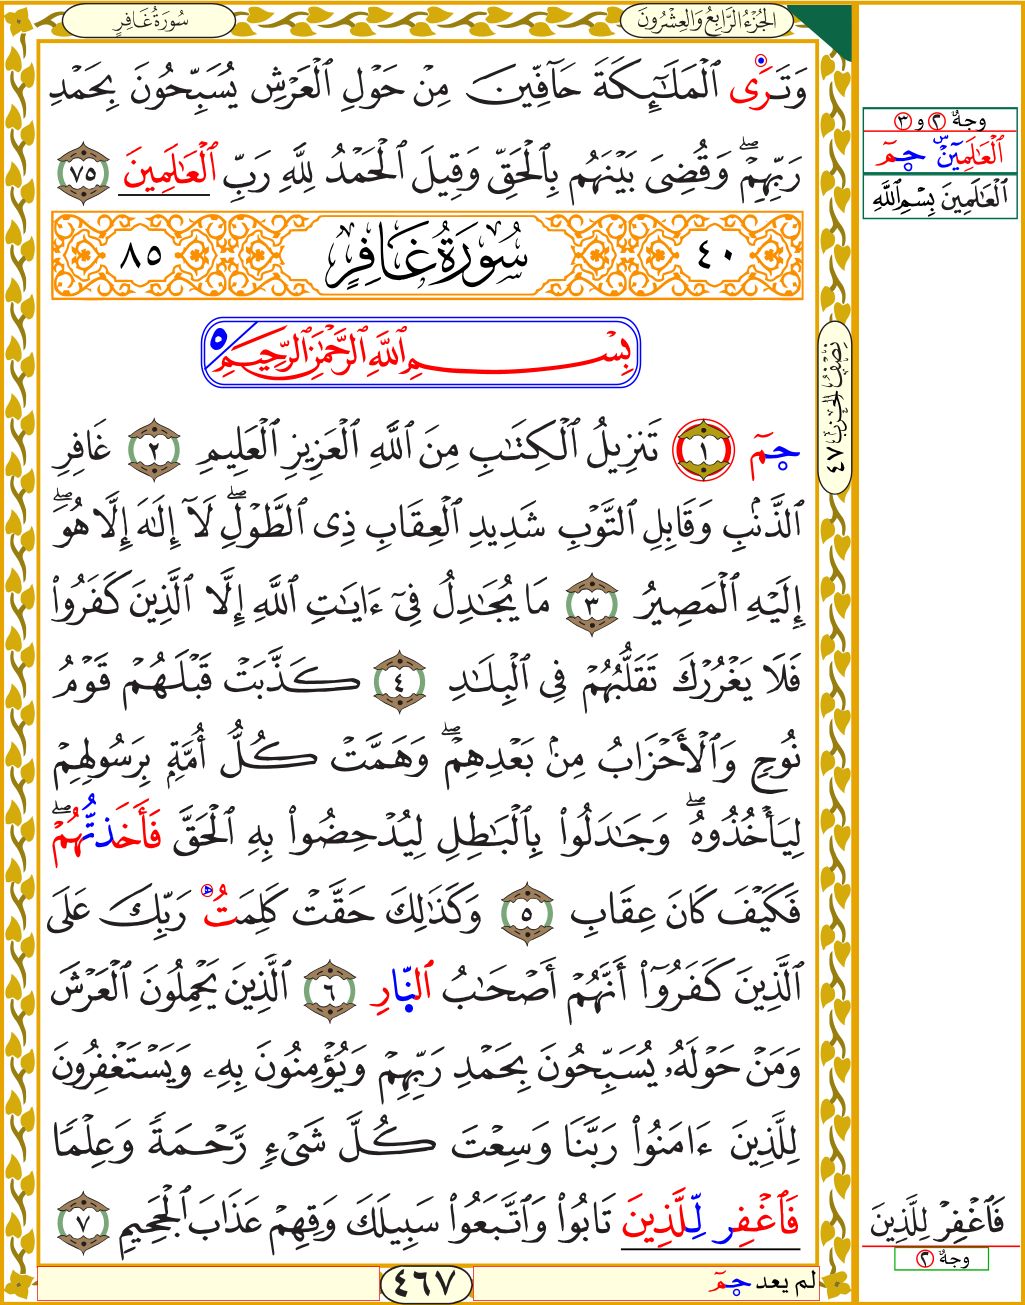 سُورَةُ غَافِرٍ
الجُزْءُ الرَّابِعُ وَالعِشْرُونَ
وَتَرَى ٱلْمَلَـٰٓئِكَةَ حَآفِّينَ مِنْ حَوْلِ ٱلْعَرْشِ يُسَبِّحُونَ بِحَمْدِ
رَبِّهِمْ ۖ وَقُضِىَ بَيْنَهُم بِٱلْحَقِّ وَقِيلَ ٱلْحَمْدُ لِلَّهِ رَبِّ ٱلْعَـٰلَمِينَ ٧٥
٤٠ سُورَةُ غَافِرٍ ٨٥
بِسْمِ ٱللَّهِ ٱلرَّحْمَـٰنِ ٱلرَّحِيمِ ٥
حمٓ ١ تَنزِيلُ ٱلْكِتَـٰبِ مِنَ ٱللَّهِ ٱلْعَزِيزِ ٱلْعَلِيمِ ٢ غَافِرِ
ٱلذَّنۢبِ وَقَابِلِ ٱلتَّوْبِ شَدِيدِ ٱلْعِقَابِ ذِى ٱلطَّوْلِ ۖ لَآ إِلَـٰهَ إِلَّا هُوَ ۖ
إِلَيْهِ ٱلْمَصِيرُ ٣ مَا يُجَـٰدِلُ فِىٓ ءَايَـٰتِ ٱللَّهِ إِلَّا ٱلَّذِينَ كَفَرُوا۟
فَلَا يَغْرُرْكَ تَقَلُّبُهُمْ فِى ٱلْبِلَـٰدِ ٤ كَذَّبَتْ قَبْلَهُمْ قَوْمُ
نُوحٍ وَٱلْأَحْزَابُ مِنۢ بَعْدِهِمْ ۖ وَهَمَّتْ كُلُّ أُمَّةٍۭ بِرَسُولِهِمْ
لِيَأْخُذُوهُ ۖ وَجَـٰدَلُوا۟ بِٱلْبَـٰطِلِ لِيُدْحِضُوا۟ بِهِ ٱلْحَقَّ فَأَخَذتُّهُمْ ۖ
فَكَيْفَ كَانَ عِقَابِ ٥ وَكَذَٰلِكَ حَقَّتْ كَلِمَتُ رَبِّكَ عَلَى
ٱلَّذِينَ كَفَرُوٓا۟ أَنَّهُمْ أَصْحَـٰبُ ٱلنَّارِ ٦ ٱلَّذِينَ يَحْمِلُونَ ٱلْعَرْشَ
وَمَنْ حَوْلَهُۥ يُسَبِّحُونَ بِحَمْدِ رَبِّهِمْ وَيُؤْمِنُونَ بِهِۦ وَيَسْتَغْفِرُونَ
لِلَّذِينَ ءَامَنُوا۟ رَبَّنَا وَسِعْتَ كُلَّ شَىْءٍ رَّحْمَةً وَعِلْمًا
فَٱغْفِر لِّلَّذِينَ تَابُوا۟ وَٱتَّبَعُوا۟ سَبِيلَكَ وَقِهِمْ عَذَابَ ٱلْجَحِيمِ ٧
٤٦٧
لم يعد حمٓ
وجهٌ ٢ و ٣
ٱلْعَـٰلَمِينَ حمٓ
ٱلْعَـٰلَمِينَ بِسْمِ ٱللَّهِ
نِصْفُ الحِزْبِ ٤٧
فَٱغْفِرْ لِلَّذِينَ
وجهٌ ٢